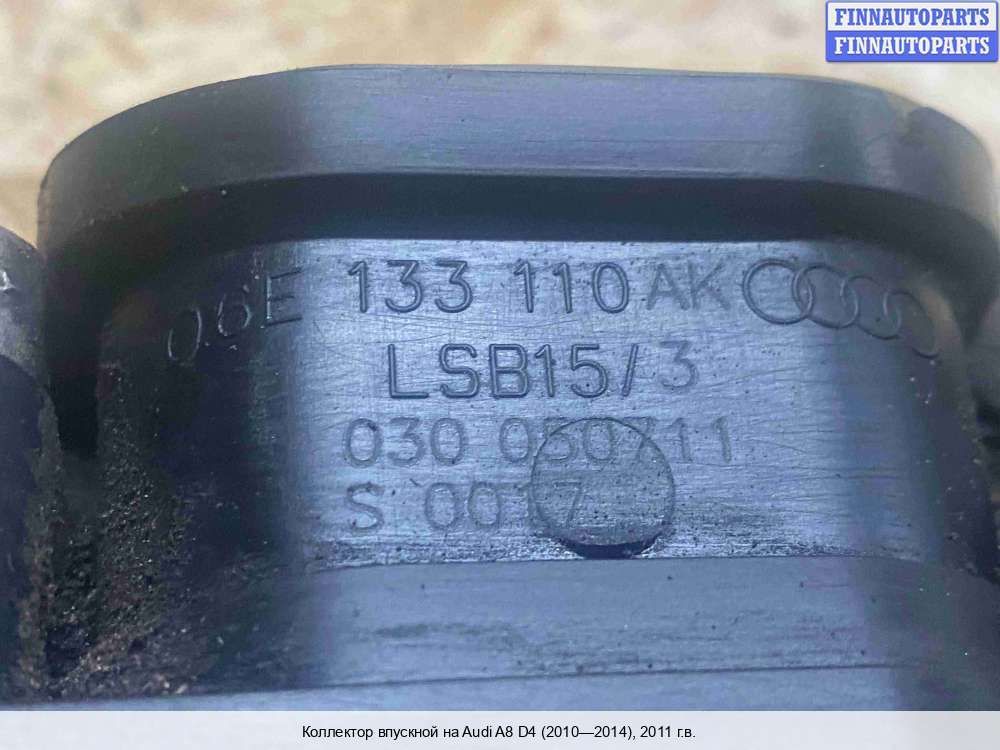 FINNAUTOPARTS
FINNAUTOPARTS
06E 133 110 AK
LSB15/3
030 050711
S 0017
Коллектор впускной на Audi A8 D4 (2010—2014), 2011 г.в.